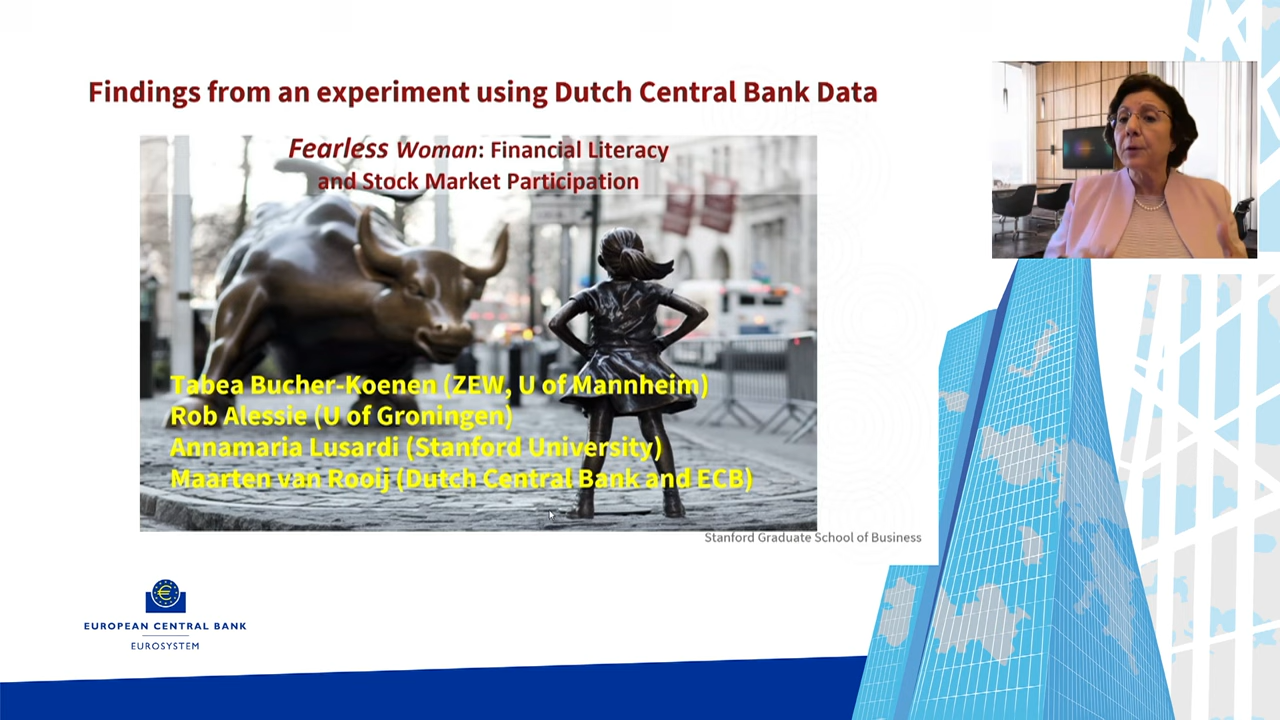 Findings from an experiment using Dutch Central Bank Data
Fearless Woman: Financial Literacy
and Stock Market Participation
Tabea Bucher-Koenen (ZEW, U of Mannheim)
Rob Alessie (U of Groningen)
Annamaria Lusardi (Stanford University)
Maarten van Rooij (Dutch Central Bank and ECB)
Stanford Graduate School of Business
EUROPEAN CENTRAL BANK
EUROSYSTEM